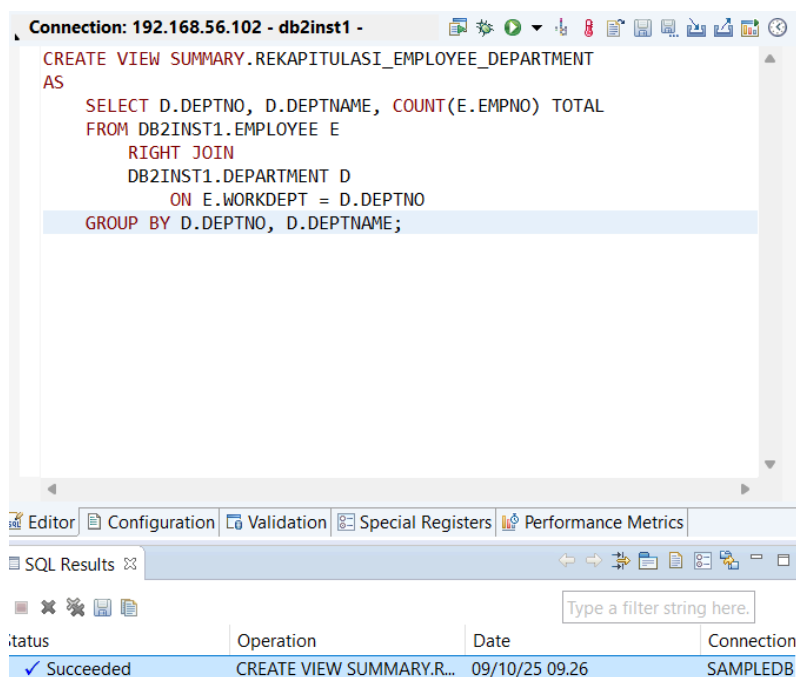 Connection: 192.168.56.102 - db2inst1 -
CREATE VIEW SUMMARY.REKAPITULASI_EMPLOYEE_DEPARTMENT
AS
SELECT D.DEPTNO, D.DEPTNAME, COUNT(E.EMPNO) TOTAL
FROM DB2INST1.EMPLOYEE E
RIGHT JOIN
DB2INST1.DEPARTMENT D
ON E.WORKDEPT = D.DEPTNO
GROUP BY D.DEPTNO, D.DEPTNAME;
Editor Configuration Validation Special Registers Performance Metrics
SQL Results
Type a filter string here.
Status Operation Date Connection
Succeeded CREATE VIEW SUMMARY.R... 09/10/25 09.26 SAMPLEDB